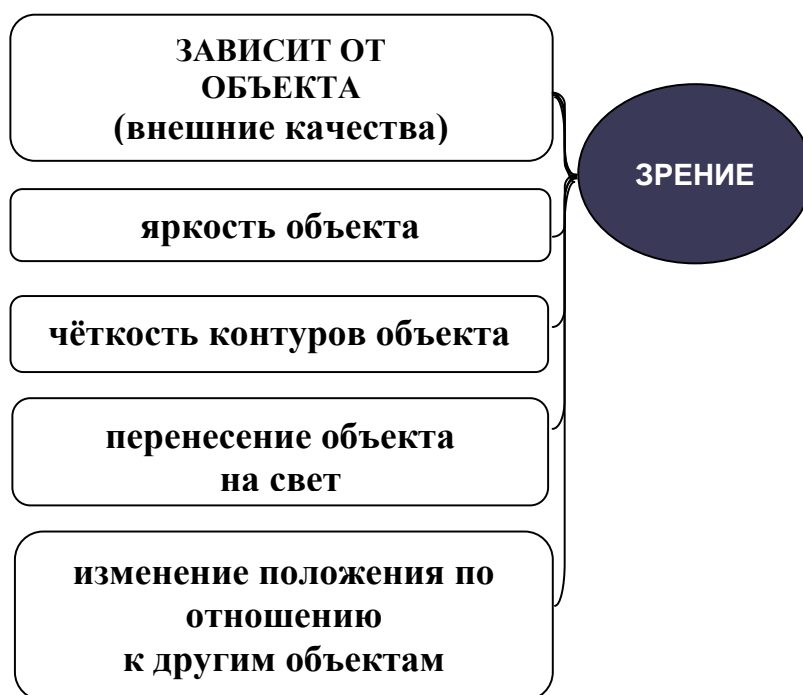 ЗАВИСИТ ОТ
ОБЪЕКТА
(внешние качества)
ЗРЕНИЕ
яркость объекта
чёткость контуров объекта
перенесение объекта
на свет
изменение положения по
отношению
к другим объектам